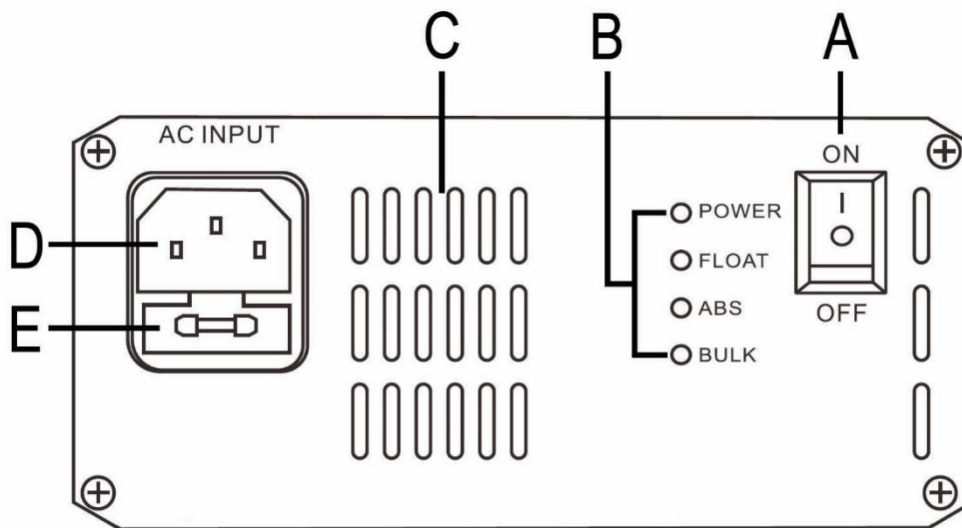 C
B
A
AC INPUT
ON
D
POWER
FLOAT
E
ABS
OFF
BULK